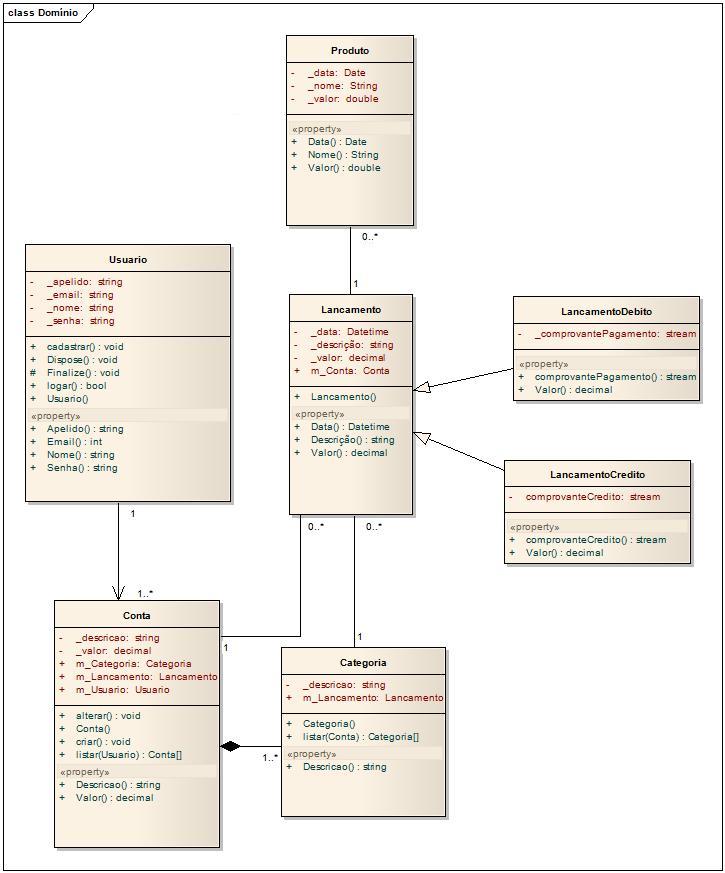 class Domínio
Produto
- _data: Date
- _nome: String
- _valor: double
«property»
+ Data() : Date
+ Nome() : String
+ Valor() : double
0..*
1
Usuario
- _apelido: string
- _email: string
- _nome: string
- _senha: string
+ cadastrar() : void
+ Dispose() : void
# Finalize() : void
+ logar() : bool
+ Usuario()
«property»
+ Apelido() : string
+ Email() : int
+ Nome() : string
+ Senha() : string
1
1..*
Lancamento
- _data: Datetime
- _descrição: string
- _valor: decimal
+ m_Conta: Conta
+ Lancamento()
«property»
+ Data() : Datetime
+ Descrição() : string
+ Valor() : decimal
0..*
0..*
LancamentoDebito
- _comprovantePagamento: stream
«property»
+ comprovantePagamento() : stream
+ Valor() : decimal
LancamentoCredito
- comprovanteCredito: stream
«property»
+ comprovanteCredito() : stream
+ Valor() : decimal
Conta
- _descricao: string
- _valor: decimal
+ m_Categoria: Categoria
+ m_Lancamento: Lancamento
+ m_Usuario: Usuario
+ alterar() : void
+ Conta()
+ criar() : void
+ listar(Usuario) : Conta[]
«property»
+ Descricao() : string
+ Valor() : decimal
1
1
1..*
Categoria
- _descricao: string
+ m_Lancamento: Lancamento
+ Categoria()
+ listar(Conta) : Categoria[]
«property»
+ Descricao() : string